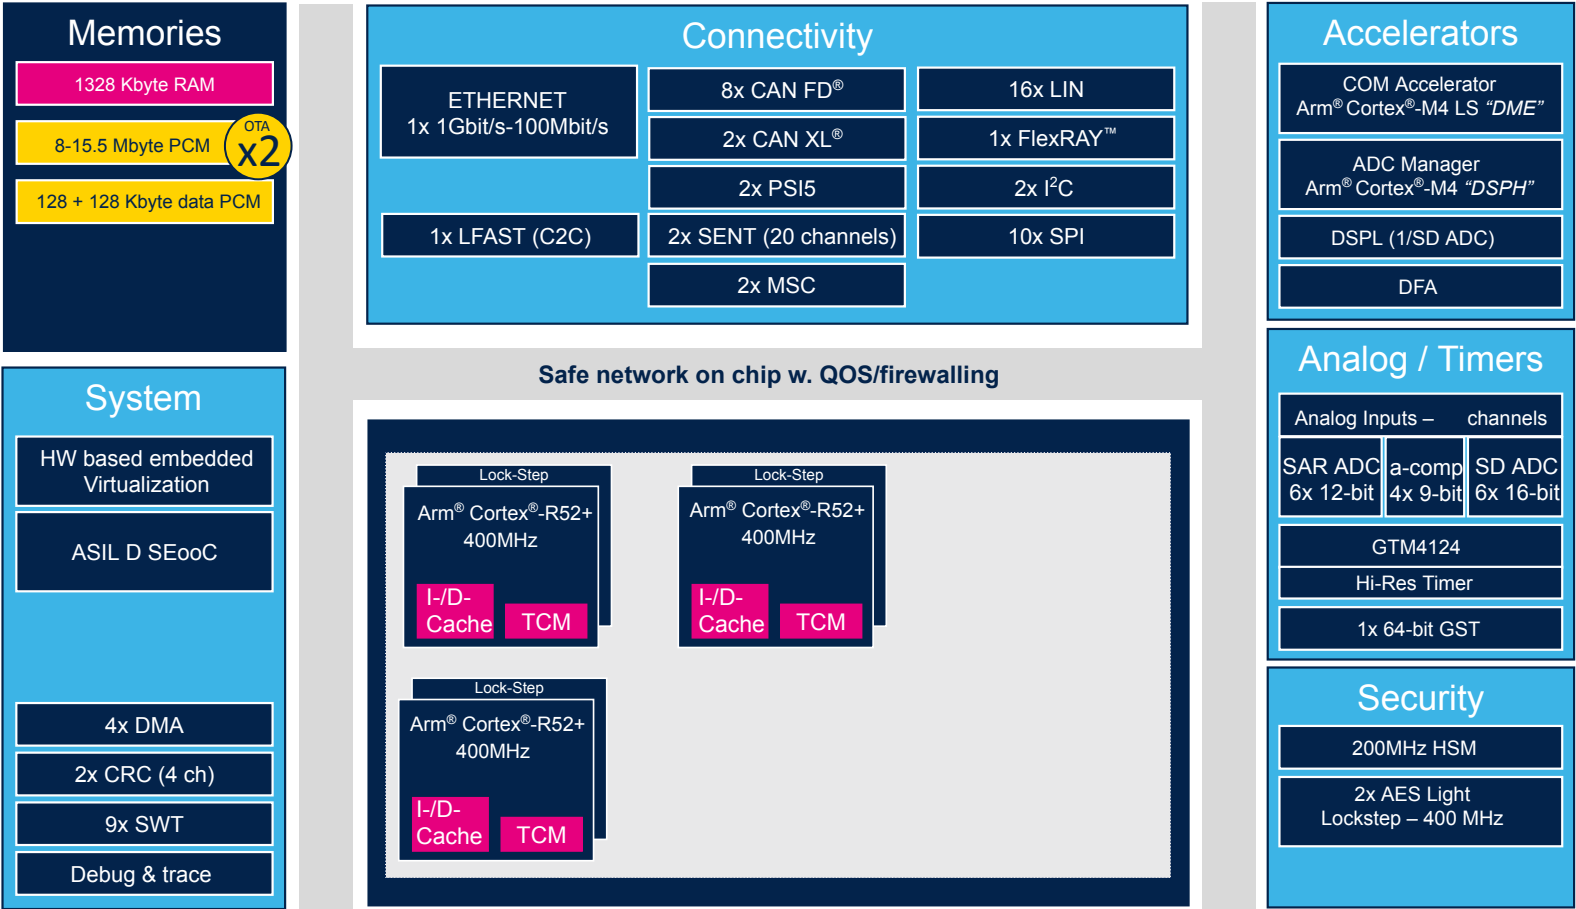 Memories
1328 Kbyte RAM
8-15.5 Mbyte PCM
OTA
x2
128 + 128 Kbyte data PCM
System
HW based embedded
Virtualization
ASIL D SEooC
4x DMA
2x CRC (4 ch)
9x SWT
Debug & trace
Connectivity
ETHERNET
1x 1Gbit/s-100Mbit/s
1x LFAST (C2C)
8x CAN FD®
2x CAN XL®
2x PSI5
2x SENT (20 channels)
2x MSC
16x LIN
1x FlexRAY™
2x I²C
10x SPI
Safe network on chip w. QOS/firewalling
Lock-Step
Arm® Cortex®-R52+
400MHz
I-/D-
Cache
TCM
Lock-Step
Arm® Cortex®-R52+
400MHz
I-/D-
Cache
TCM
Lock-Step
Arm® Cortex®-R52+
400MHz
I-/D-
Cache
TCM
Accelerators
COM Accelerator
Arm® Cortex®-M4 LS “DME”
ADC Manager
Arm® Cortex®-M4 “DSPH”
DSPL (1/SD ADC)
DFA
Analog / Timers
Analog Inputs – channels
SAR ADC
6x 12-bit
a-comp
4x 9-bit
SD ADC
6x 16-bit
GTM4124
Hi-Res Timer
1x 64-bit GST
Security
200MHz HSM
2x AES Light
Lockstep – 400 MHz